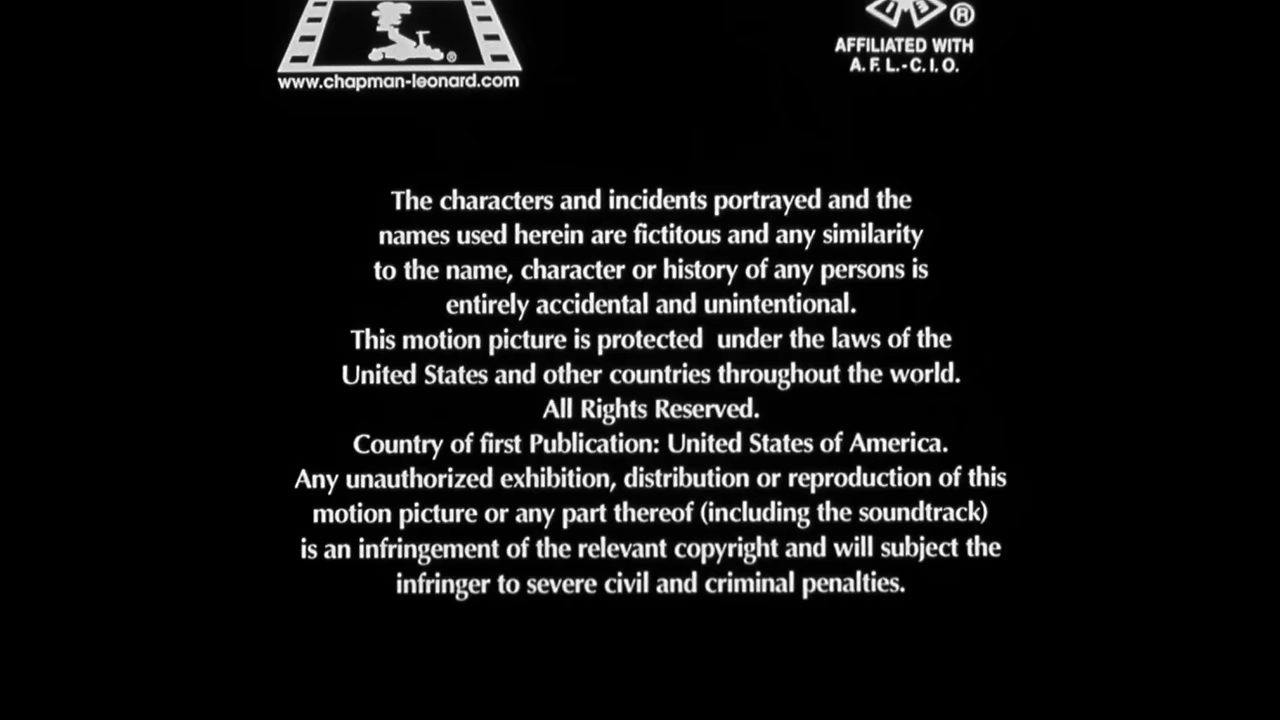 www.chapman-leonard.com
AFFILIATED WITH
A.F.L.-C.I.O.
The characters and incidents portrayed and the
names used herein are fictitous and any similarity
to the name, character or history of any persons is
entirely accidental and unintentional.
This motion picture is protected under the laws of the
United States and other countries throughout the world.
All Rights Reserved.
Country of first Publication: United States of America.
Any unauthorized exhibition, distribution or reproduction of this
motion picture or any part thereof (including the soundtrack)
is an infringement of the relevant copyright and will subject the
infringer to severe civil and criminal penalties.